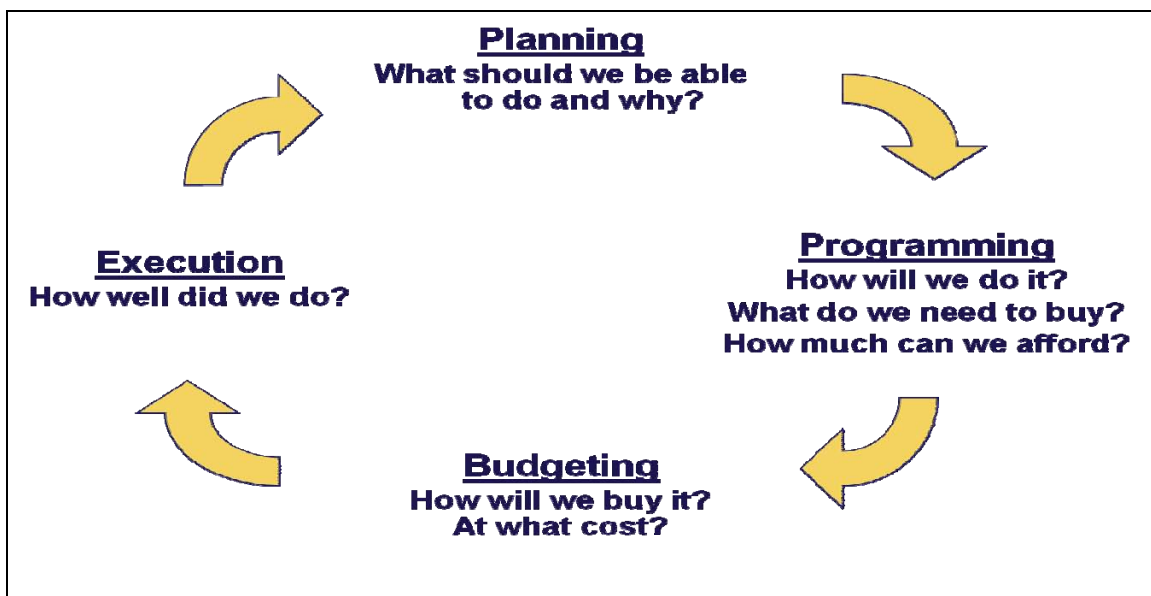 Planning
What should we be able
to do and why?
Programming
How will we do it?
What do we need to buy?
How much can we afford?
Execution
How well did we do?
Budgeting
How will we buy it?
At what cost?